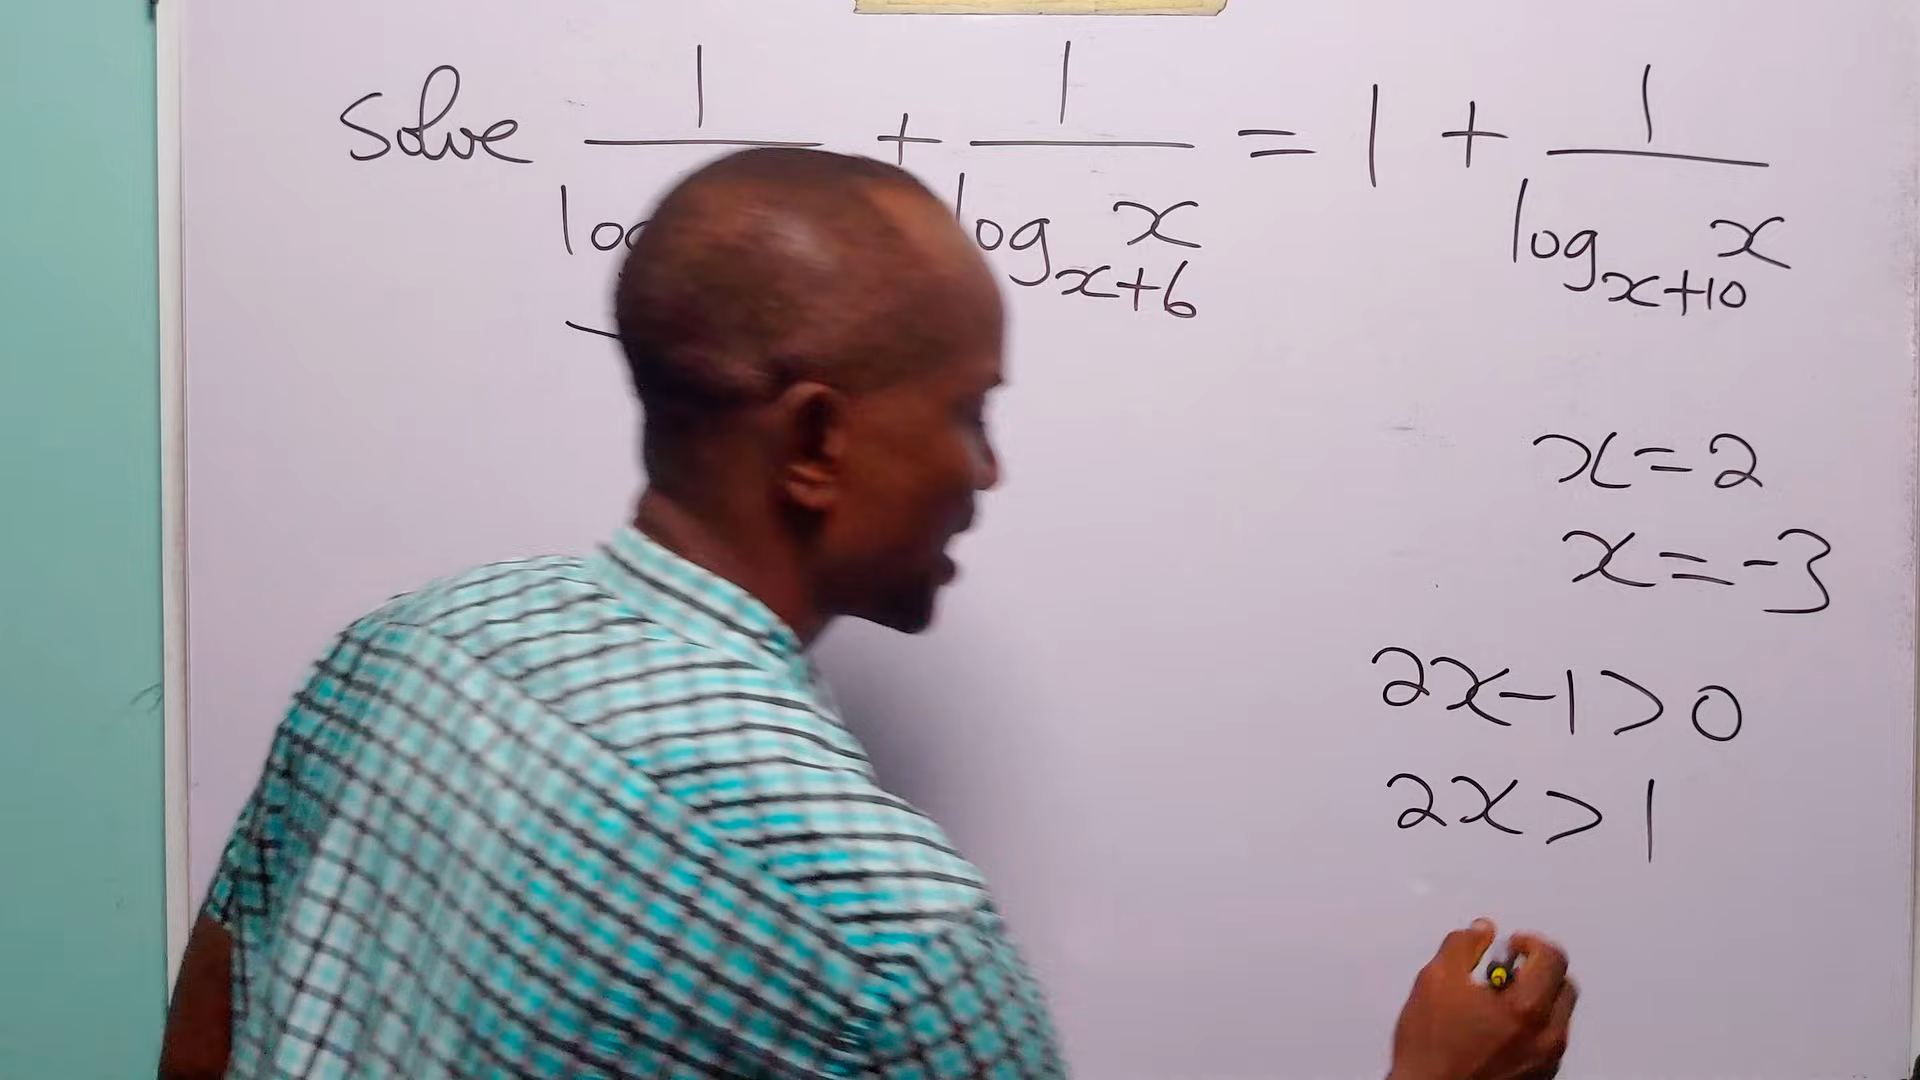 Solve 1/log + 1/log_{x+6} x = 1 + 1/log_{x+10} x
x=2
x=-3
2x-1>0
2x>1